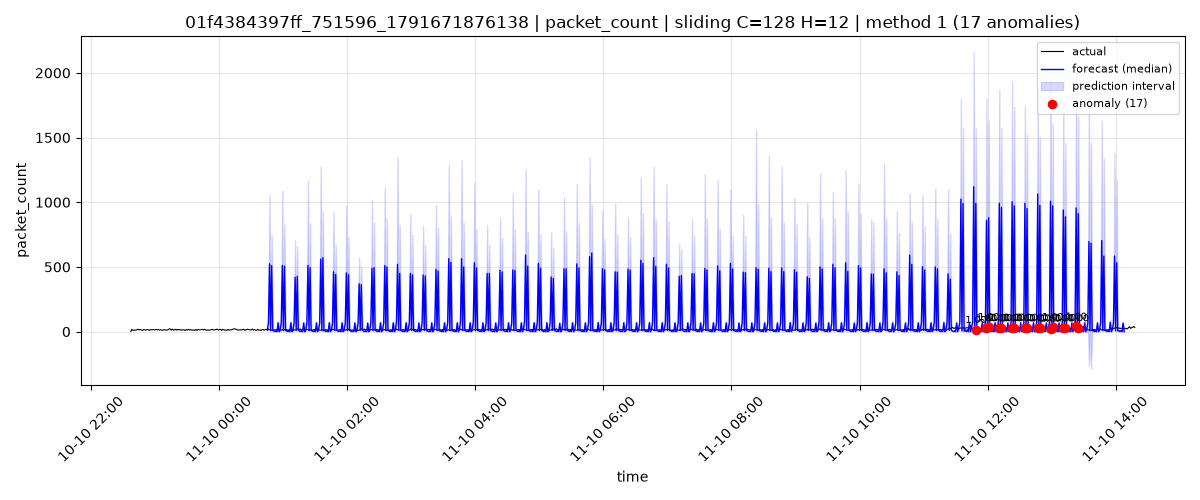 01f4384397ff_751596_1791671876138 | packet_count | sliding C=128 H=12 | method 1 (17 anomalies)
actual
forecast (median)
prediction interval
anomaly (17)
packet_count
2000
1500
1000
500
0
10-10 22:00
11-10 00:00
11-10 02:00
11-10 04:00
11-10 06:00
11-10 08:00
11-10 10:00
11-10 12:00
11-10 14:00
time